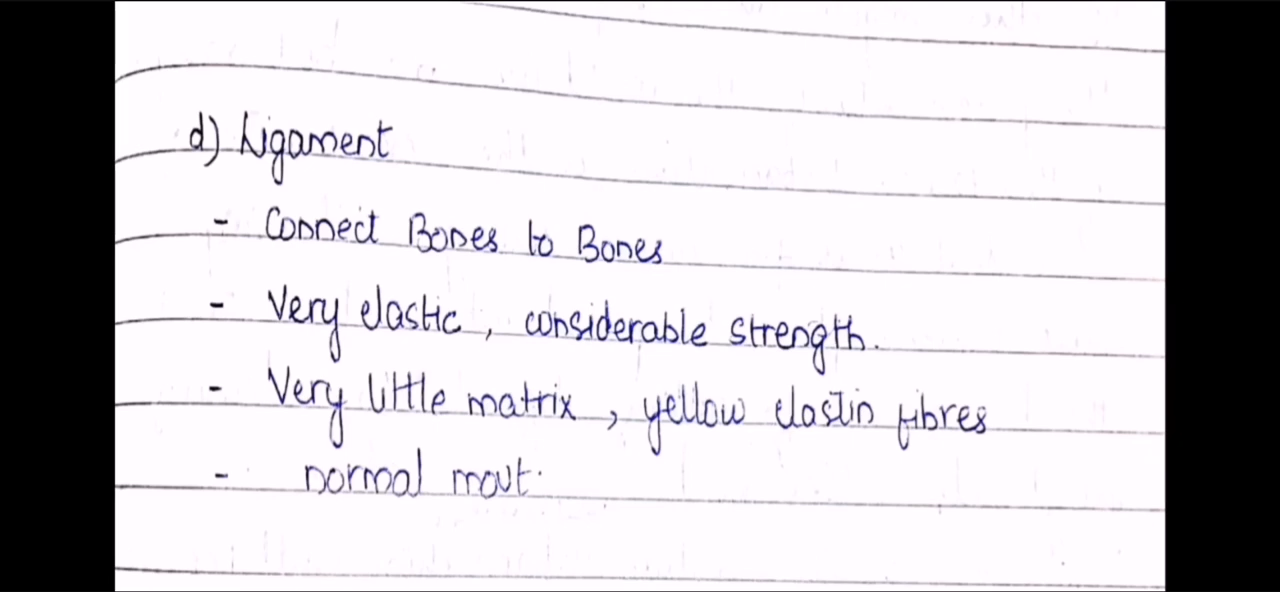 d) Ligament
- Connect Bones to Bones
- Very elastic, considerable strength.
- Very little matrix, yellow elastin fibres
- normal movt.